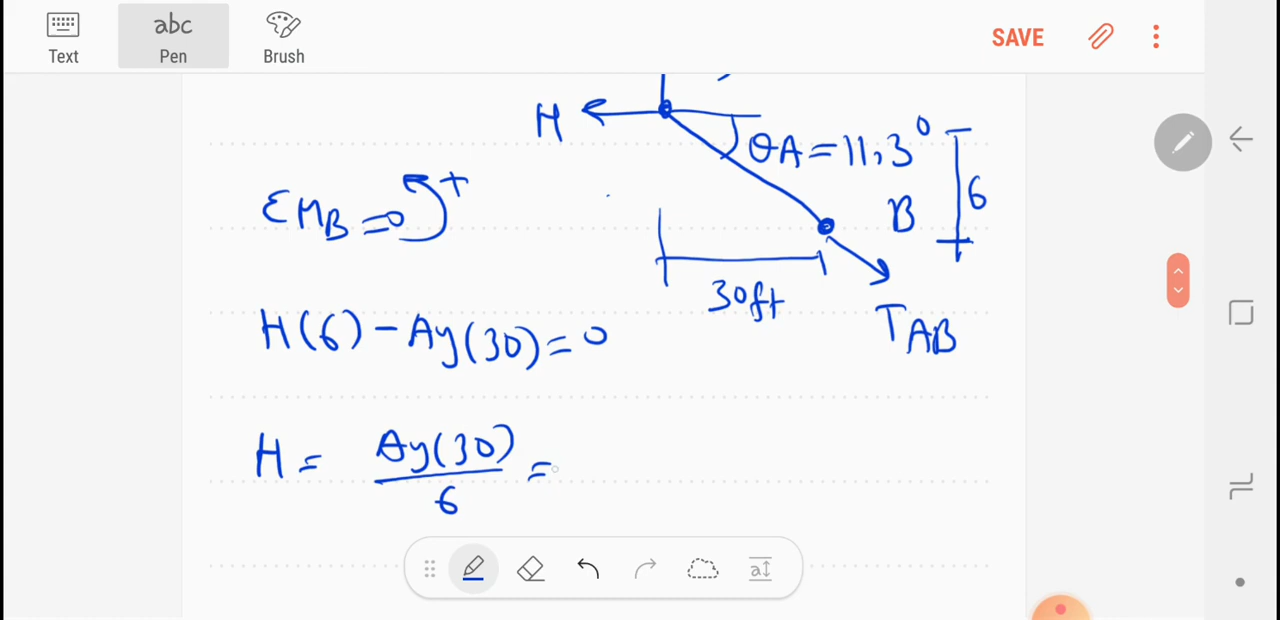 Text
abc
Pen
Brush
SAVE
H
θA=11,3°
6
B
ΣMB=0 +
30ft
TAB
H(6)-Ay(30)=0
H= Ay(30)/6 =
a